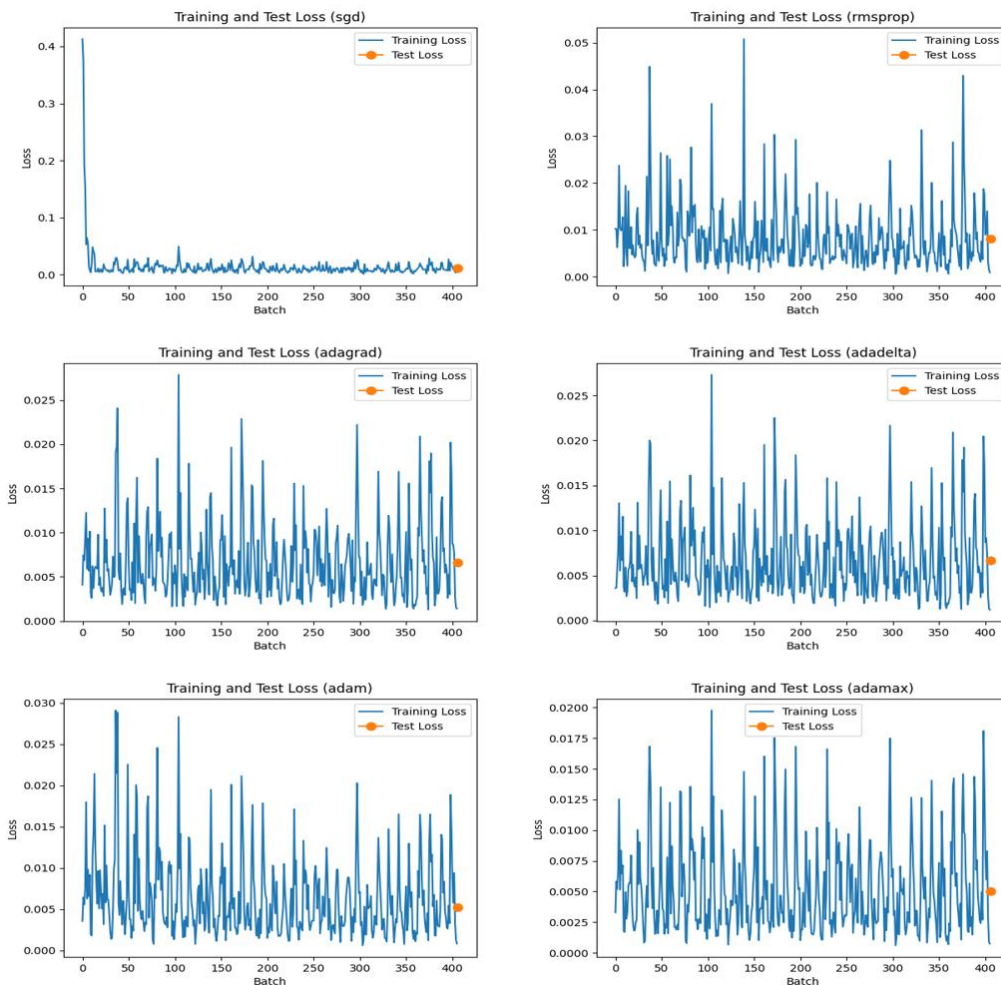 Training and Test Loss (sgd)
Training Loss
Test Loss
0.4
0.3
0.2
0.1
0.0
Loss
0 50 100 150 200 250 300 350 400
Batch
Training and Test Loss (rmsprop)
Training Loss
Test Loss
0.05
0.04
0.03
0.02
0.01
0.00
Loss
0 50 100 150 200 250 300 350 400
Batch
Training and Test Loss (adagrad)
Training Loss
Test Loss
0.025
0.020
0.015
0.010
0.005
0.000
Loss
0 50 100 150 200 250 300 350 400
Batch
Training and Test Loss (adadelta)
Training Loss
Test Loss
0.025
0.020
0.015
0.010
0.005
0.000
Loss
0 50 100 150 200 250 300 350 400
Batch
Training and Test Loss (adam)
Training Loss
Test Loss
0.030
0.025
0.020
0.015
0.010
0.005
0.000
Loss
0 50 100 150 200 250 300 350 400
Batch
Training and Test Loss (adamax)
Training Loss
Test Loss
0.0200
0.0175
0.0150
0.0125
0.0100
0.0075
0.0050
0.0025
0.0000
Loss
0 50 100 150 200 250 300 350 400
Batch